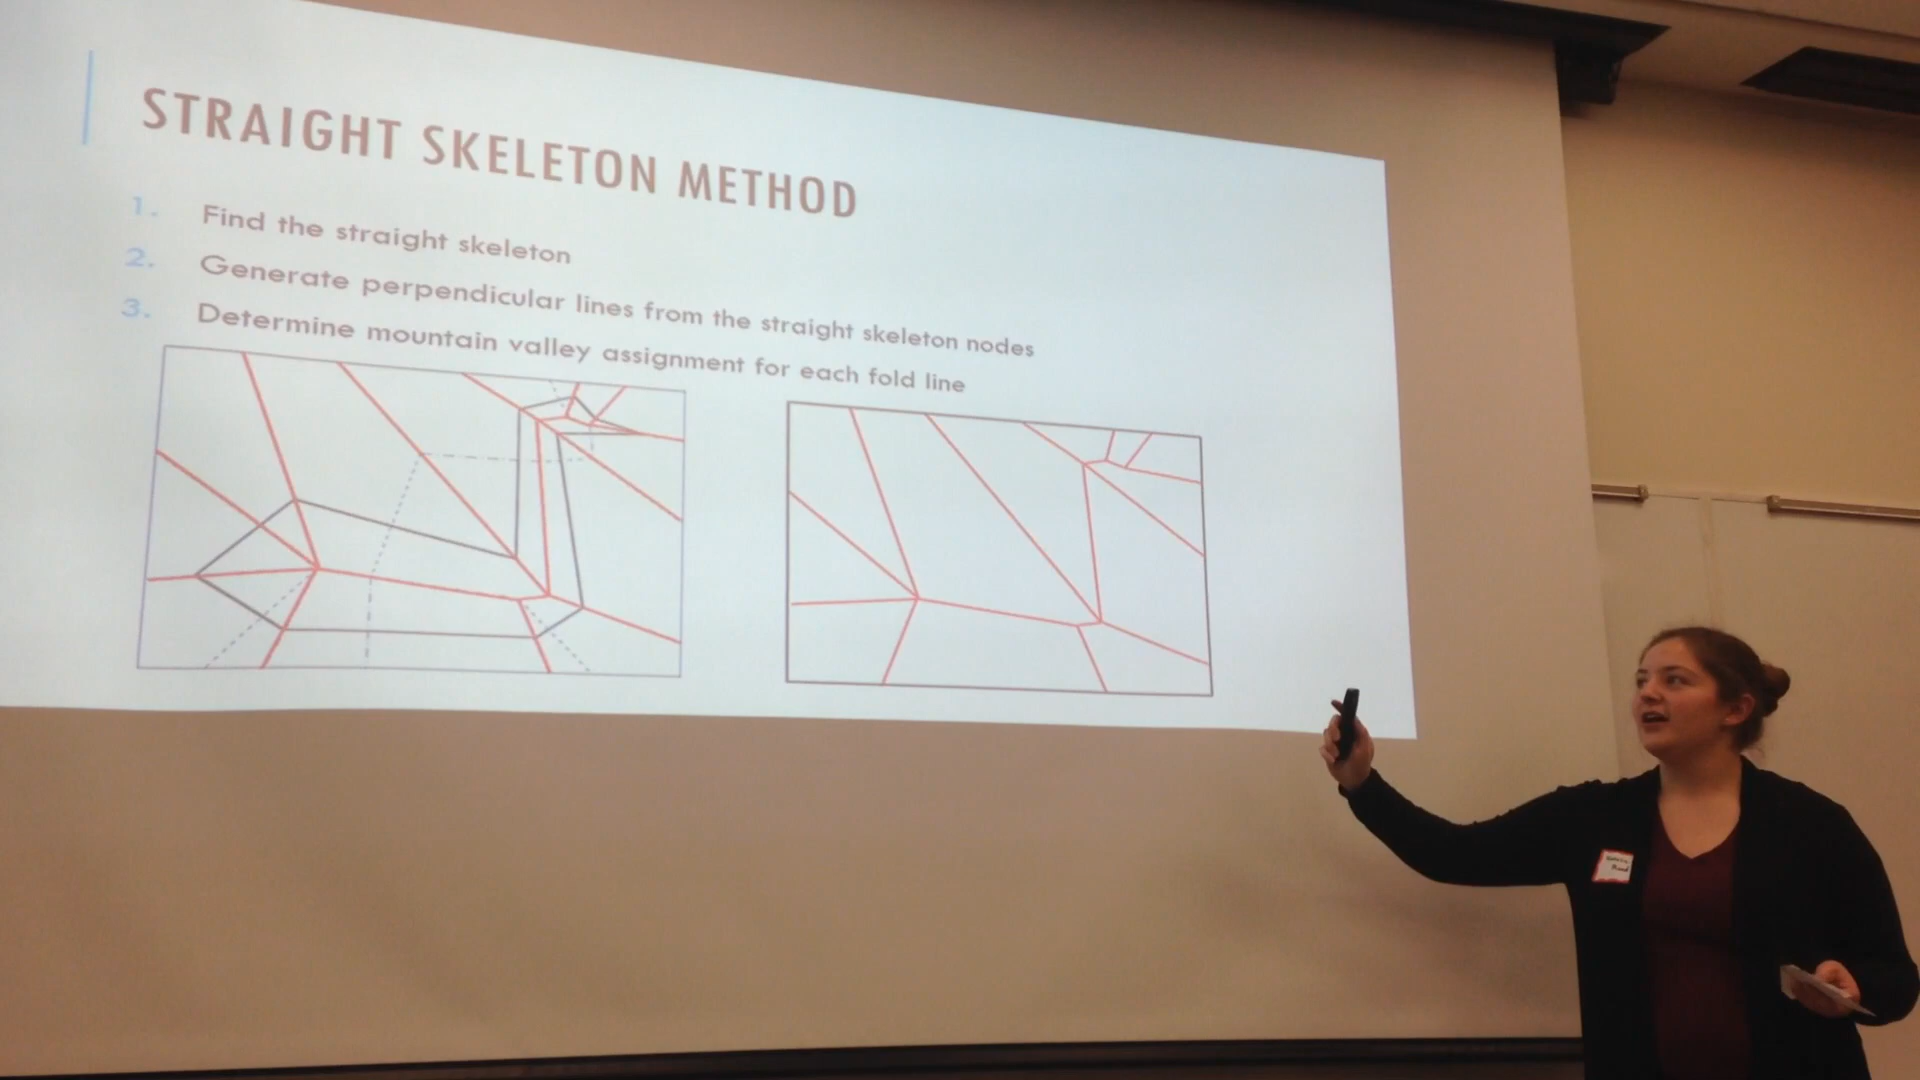 STRAIGHT SKELETON METHOD
1. Find the straight skeleton
2. Generate perpendicular lines from the straight skeleton nodes
3. Determine mountain valley assignment for each fold line